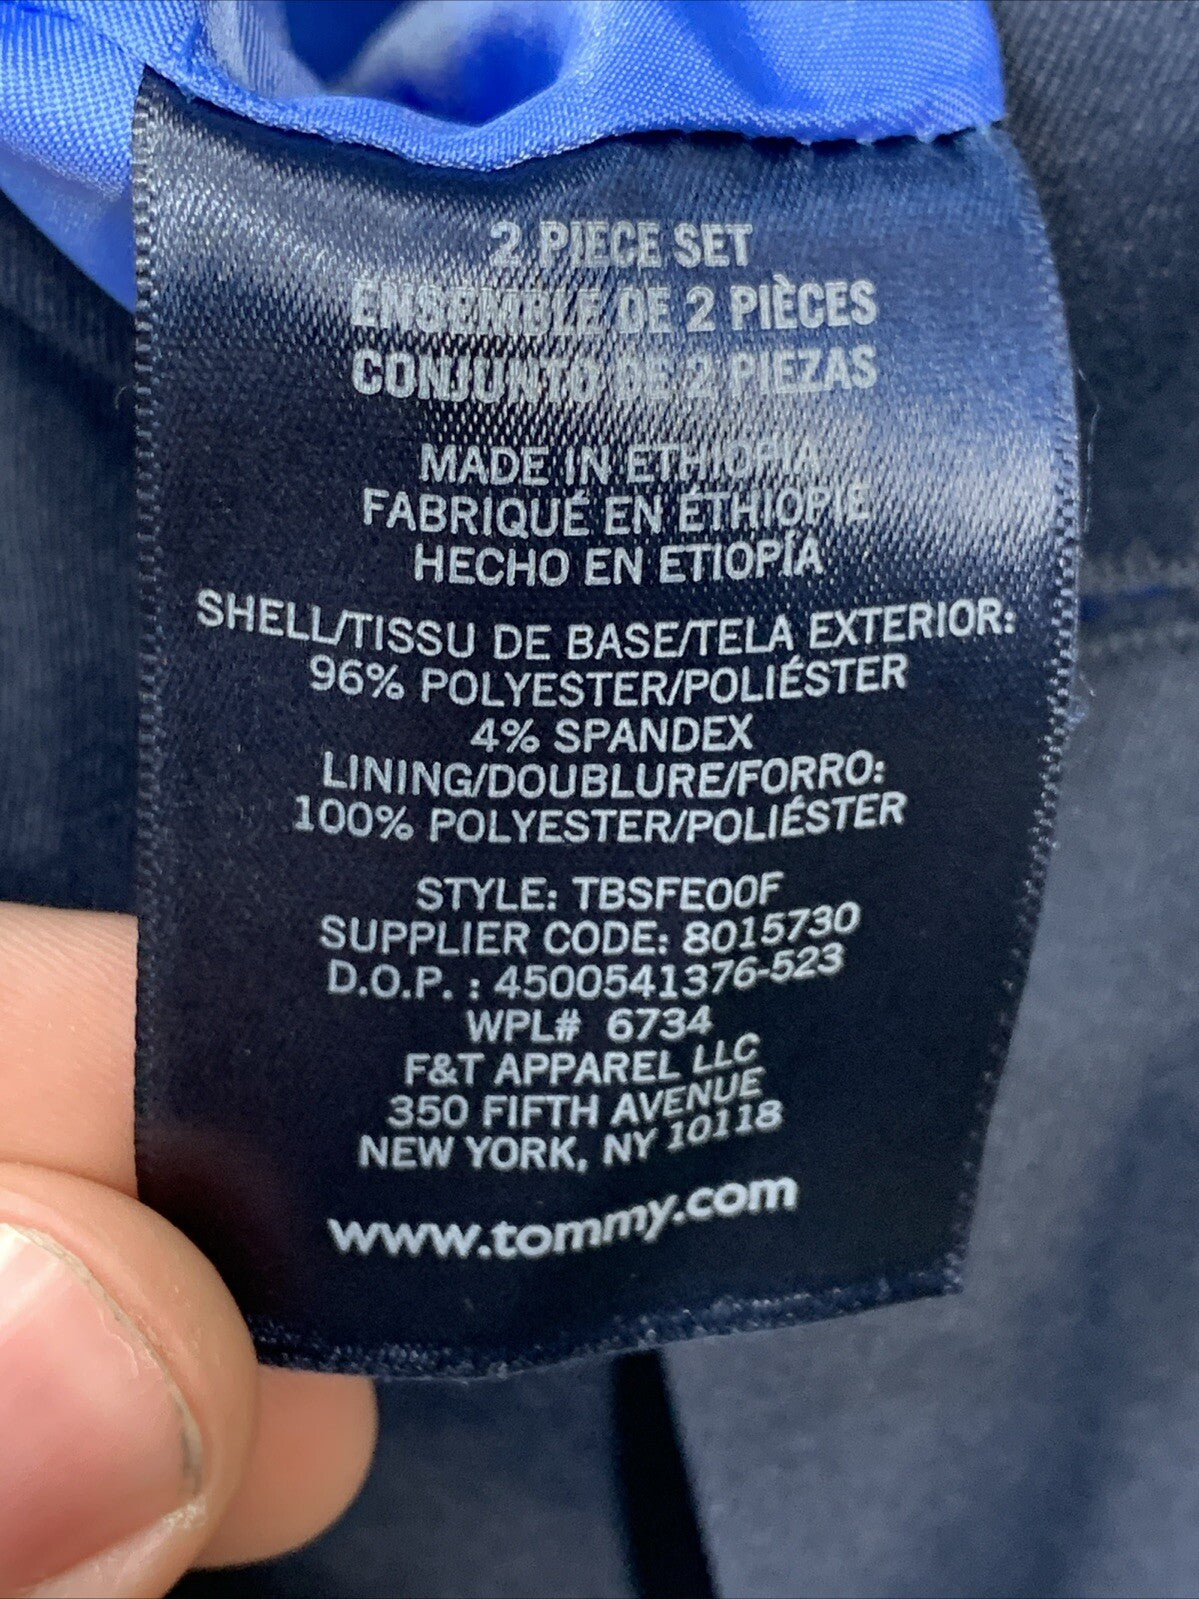 2 PIECE SET
ENSEMBLE DE 2 PIÈCES
CONJUNTO DE 2 PIEZAS
MADE IN ETHIOPIA
FABRIQUÉ EN ÉTHIOPIE
HECHO EN ETIOPÍA
SHELL/TISSU DE BASE/TELA EXTERIOR:
96% POLYESTER/POLIÉSTER
4% SPANDEX
LINING/DOUBLURE/FORRO:
100% POLYESTER/POLIÉSTER
STYLE: TBSFE00F
SUPPLIER CODE: 8015730
D.O.P. : 4500541376-523
WPL# 6734
F&T APPAREL LLC
350 FIFTH AVENUE
NEW YORK, NY 10118
www.tommy.com